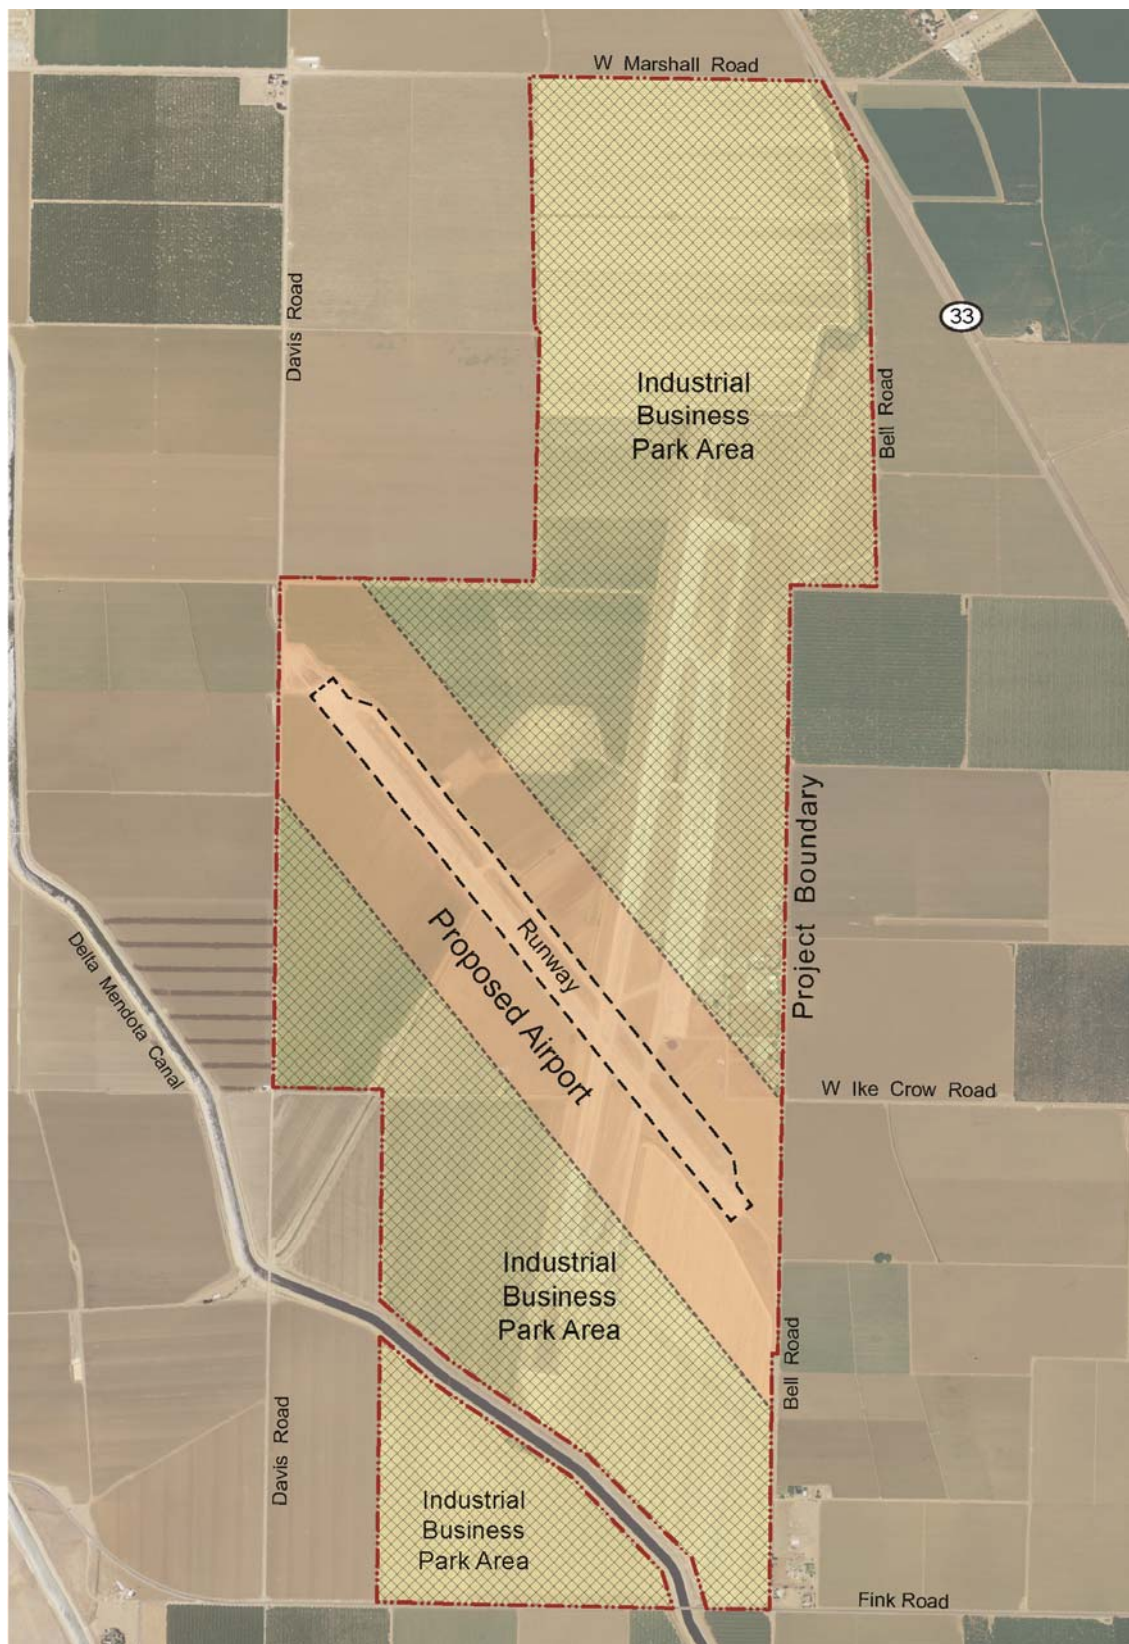 W Marshall Road
Davis Road
33
Industrial
Business
Park Area
Bell Road
Project Boundary
Runway
Proposed Airport
Delta Mendota Canal
W Ike Crow Road
Industrial
Business
Park Area
Bell Road
Davis Road
Industrial
Business
Park Area
Fink Road